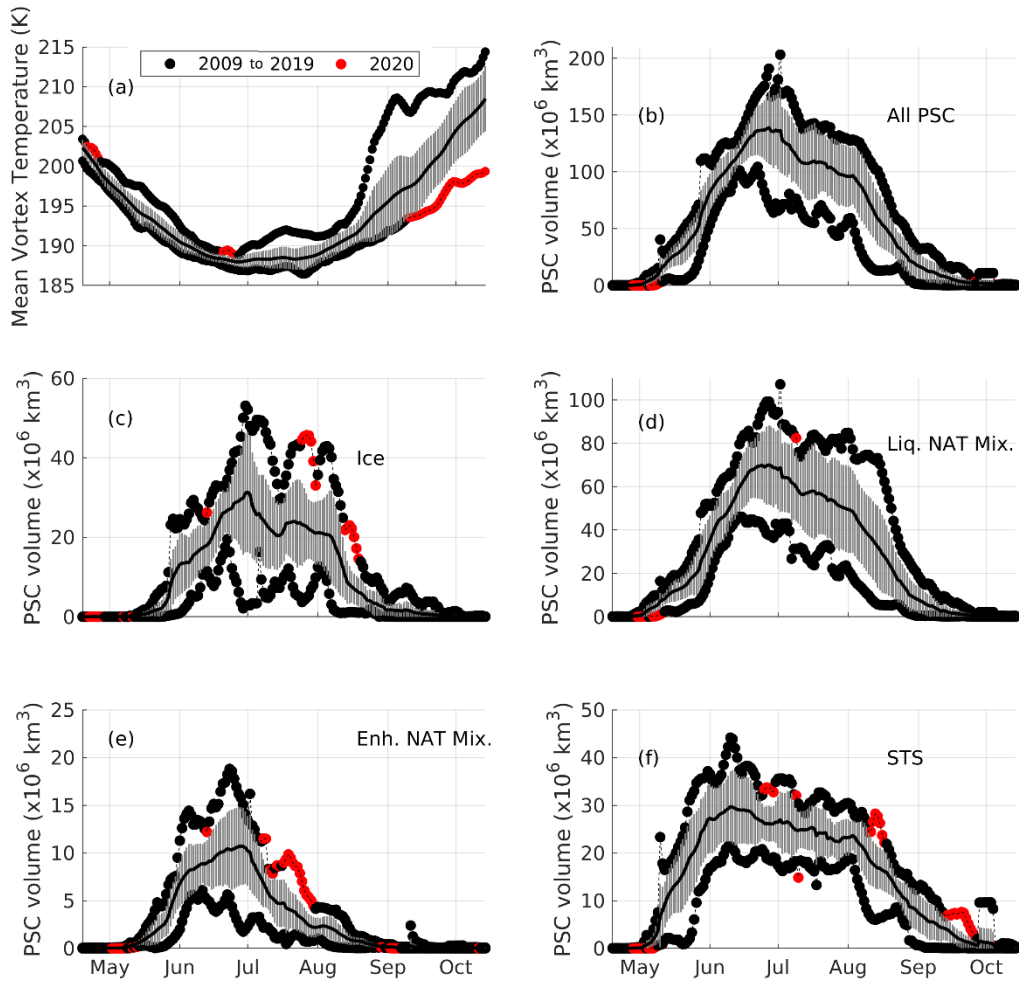 Mean Vortex Temperature (K)
215
210
205
200
195
190
185
2009 to 2019 2020
(a)
PSC volume (x10⁶ km³)
200
150
100
50
0
(b)
All PSC
PSC volume (x10⁶ km³)
60
40
20
0
(c)
Ice
PSC volume (x10⁶ km³)
100
80
60
40
20
0
(d)
Liq. NAT Mix.
PSC volume (x10⁶ km³)
25
20
15
10
5
0
(e)
Enh. NAT Mix.
May Jun Jul Aug Sep Oct
PSC volume (x10⁶ km³)
50
40
30
20
10
0
(f)
STS
May Jun Jul Aug Sep Oct